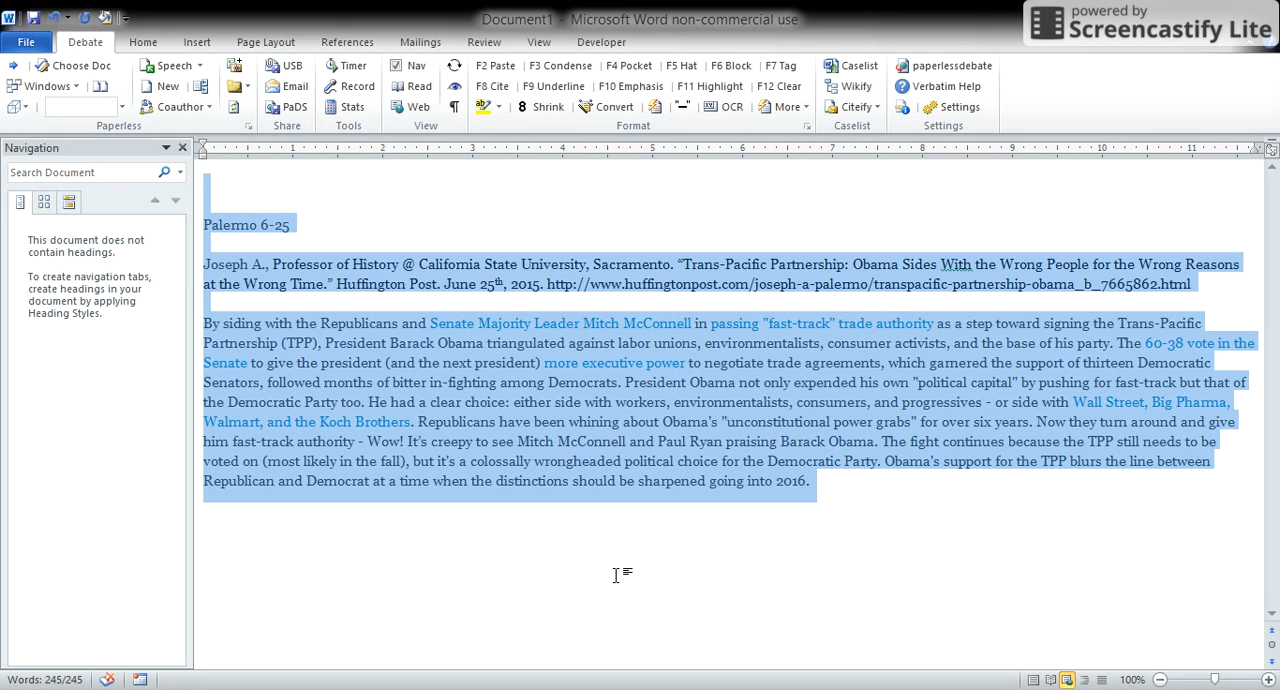 Document1 - Microsoft Word non-commercial use
powered by
Screencastify Lite
File Debate Home Insert Page Layout References Mailings Review View Developer
Choose Doc Speech USB Timer Nav F2 Paste F3 Condense F4 Pocket F5 Hat F6 Block F7 Tag Caselist paperlessdebate
Windows New Email Record Read F8 Cite F9 Underline F10 Emphasis F11 Highlight F12 Clear Wikify Verbatim Help
Coauthor PaDS Stats Web ¶ 8 Shrink Convert OCR More Citeify Settings
Paperless Share Tools View Format Caselist Settings
Navigation
1 2 3 4 5 6 7 8 9 10 11
Search Document
This document does not
contain headings.
To create navigation tabs,
create headings in your
document by applying
Heading Styles.
Palermo 6-25
Joseph A., Professor of History @ California State University, Sacramento. “Trans-Pacific Partnership: Obama Sides With the Wrong People for the Wrong Reasons
at the Wrong Time.” Huffington Post. June 25th, 2015. http://www.huffingtonpost.com/joseph-a-palermo/transpacific-partnership-obama_b_7665862.html
By siding with the Republicans and Senate Majority Leader Mitch McConnell in passing "fast-track" trade authority as a step toward signing the Trans-Pacific
Partnership (TPP), President Barack Obama triangulated against labor unions, environmentalists, consumer activists, and the base of his party. The 60-38 vote in the
Senate to give the president (and the next president) more executive power to negotiate trade agreements, which garnered the support of thirteen Democratic
Senators, followed months of bitter in-fighting among Democrats. President Obama not only expended his own "political capital" by pushing for fast-track but that of
the Democratic Party too. He had a clear choice: either side with workers, environmentalists, consumers, and progressives - or side with Wall Street, Big Pharma,
Walmart, and the Koch Brothers. Republicans have been whining about Obama's "unconstitutional power grabs" for over six years. Now they turn around and give
him fast-track authority - Wow! It's creepy to see Mitch McConnell and Paul Ryan praising Barack Obama. The fight continues because the TPP still needs to be
voted on (most likely in the fall), but it's a colossally wrongheaded political choice for the Democratic Party. Obama's support for the TPP blurs the line between
Republican and Democrat at a time when the distinctions should be sharpened going into 2016.
Words: 245/245 100%